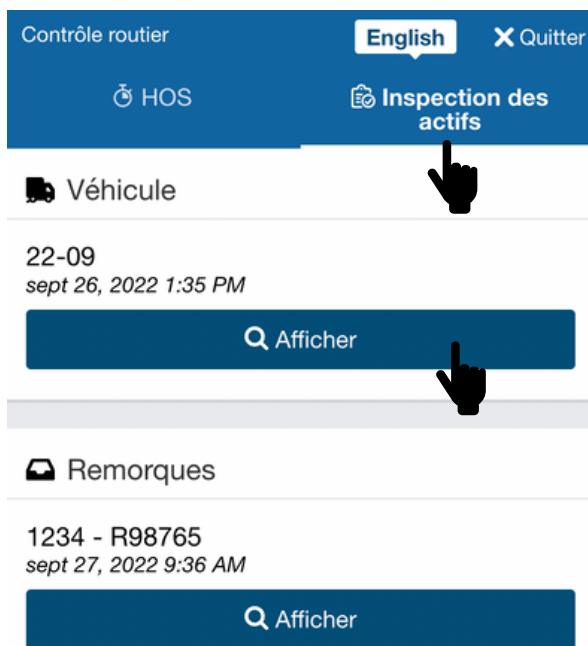 Contrôle routier
English
Quitter
HOS
Inspection des
actifs
Véhicule
22-09
sept 26, 2022 1:35 PM
Afficher
Remorques
1234 - R98765
sept 27, 2022 9:36 AM
Afficher